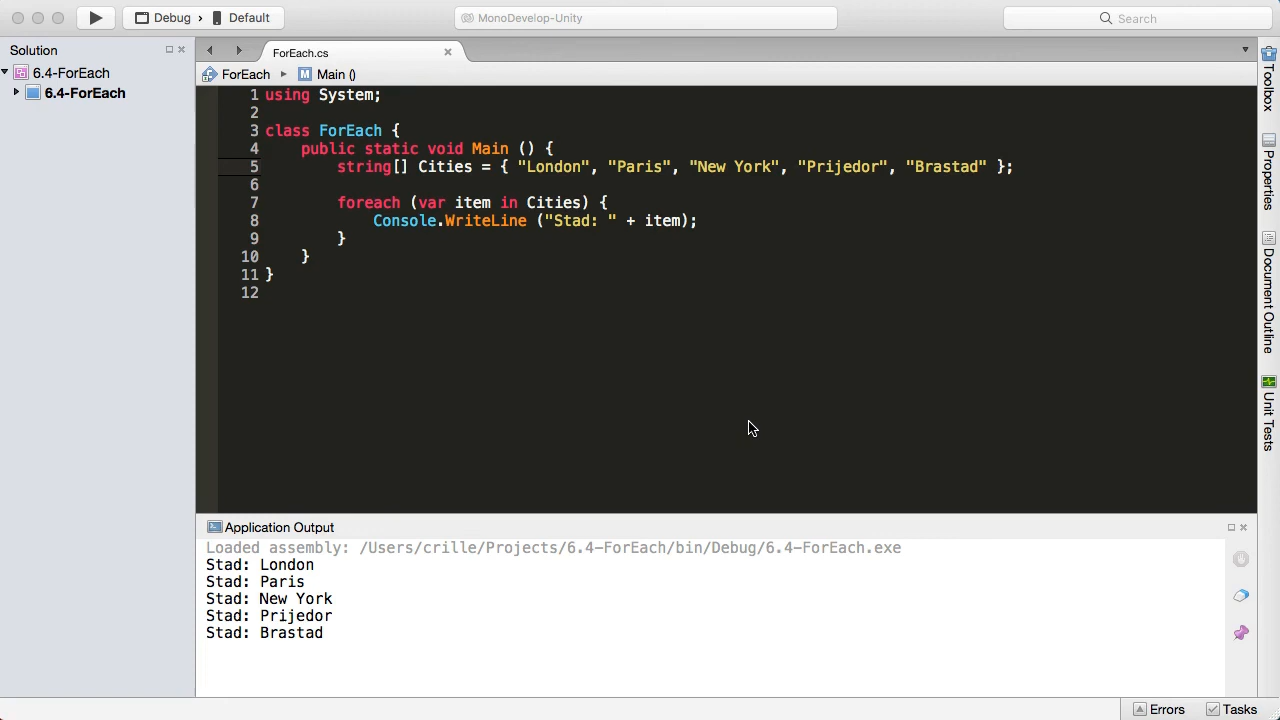 Debug › Default
MonoDevelop-Unity
Search
Solution
6.4-ForEach
6.4-ForEach
ForEach.cs
ForEach ▸ M Main ()
1 using System;
2
3 class ForEach {
4     public static void Main () {
5         string[] Cities = { "London", "Paris", "New York", "Prijedor", "Brastad" };
6
7         foreach (var item in Cities) {
8             Console.WriteLine ("Stad: " + item);
9         }
10     }
11 }
12
Toolbox
Properties
Document Outline
Unit Tests
Application Output
Loaded assembly: /Users/crille/Projects/6.4-ForEach/bin/Debug/6.4-ForEach.exe
Stad: London
Stad: Paris
Stad: New York
Stad: Prijedor
Stad: Brastad
Errors
Tasks